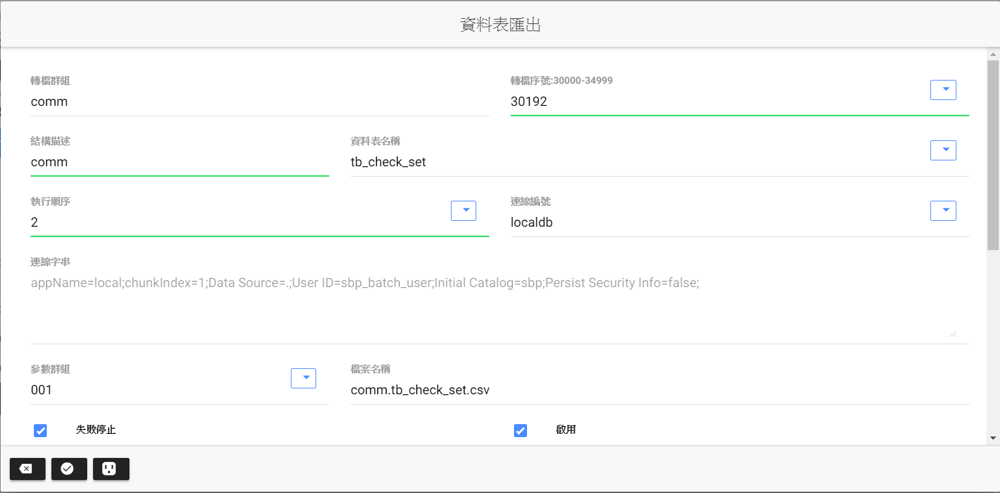 資料表匯出
轉檔群組
comm
轉檔序號:30000-34999
30192
結構描述
comm
資料表名稱
tb_check_set
執行順序
2
連線編號
localdb
連線字串
appName=local;chunkIndex=1;Data Source=.;User ID=sbp_batch_user;Initial Catalog=sbp;Persist Security Info=false;
參數群組
001
檔案名稱
comm.tb_check_set.csv
失敗停止
啟用